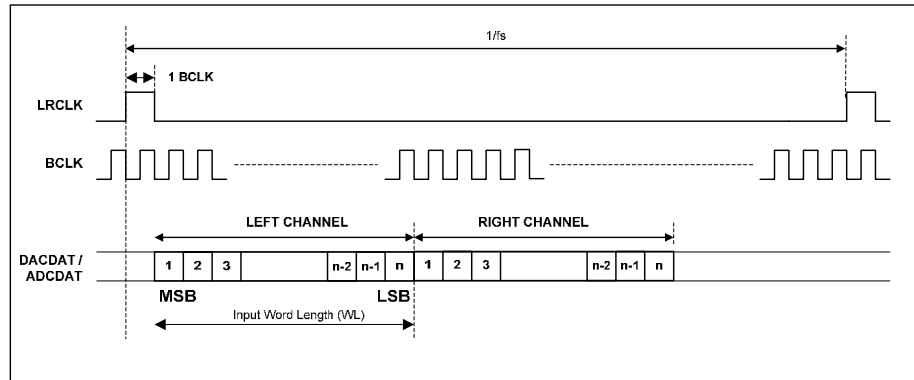 1/fs
1 BCLK
LRCLK
BCLK
LEFT CHANNEL
RIGHT CHANNEL
DACDAT /
ADCDAT
1 2 3 n-2 n-1 n 1 2 3 n-2 n-1 n
MSB LSB
Input Word Length (WL)